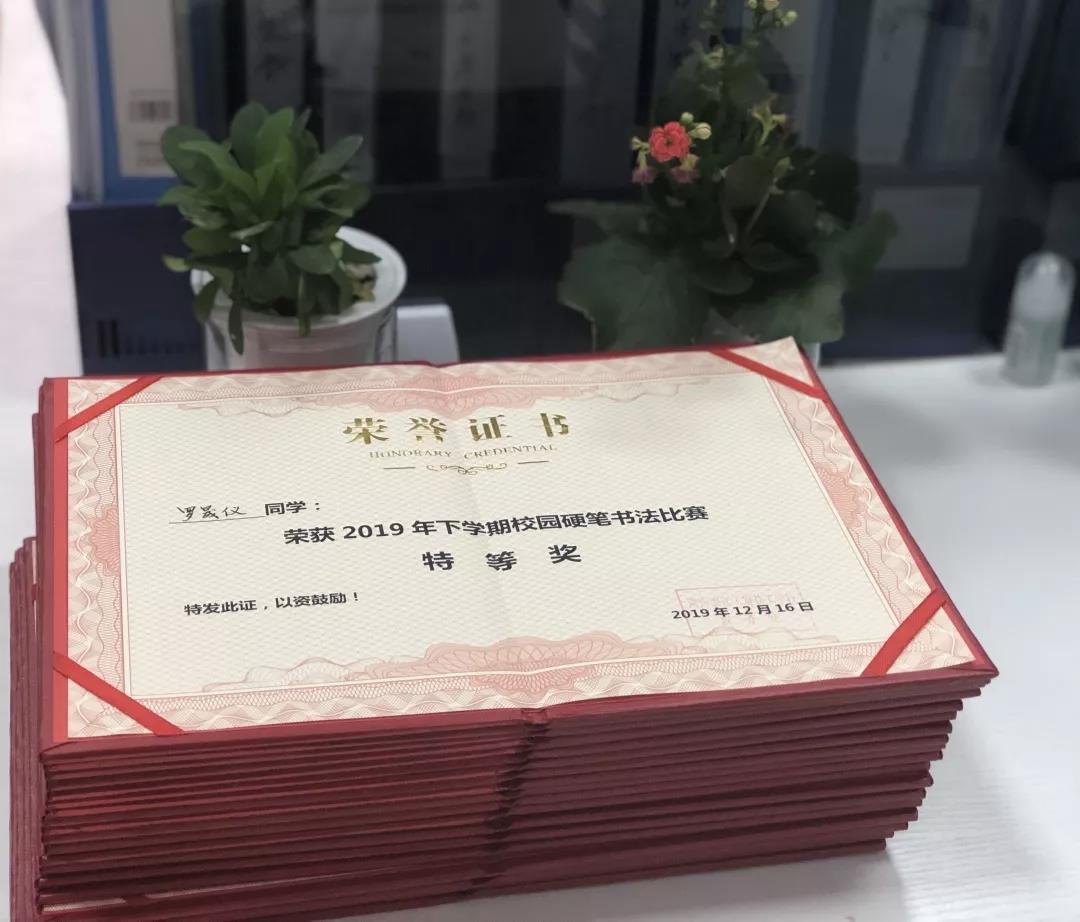 荣誉证书
HONORARY CREDENTIAL
罗晟仪 同学：
荣获 2019 年下学期校园硬笔书法比赛
特 等 奖
特发此证，以资鼓励！
2019 年 12 月 16 日